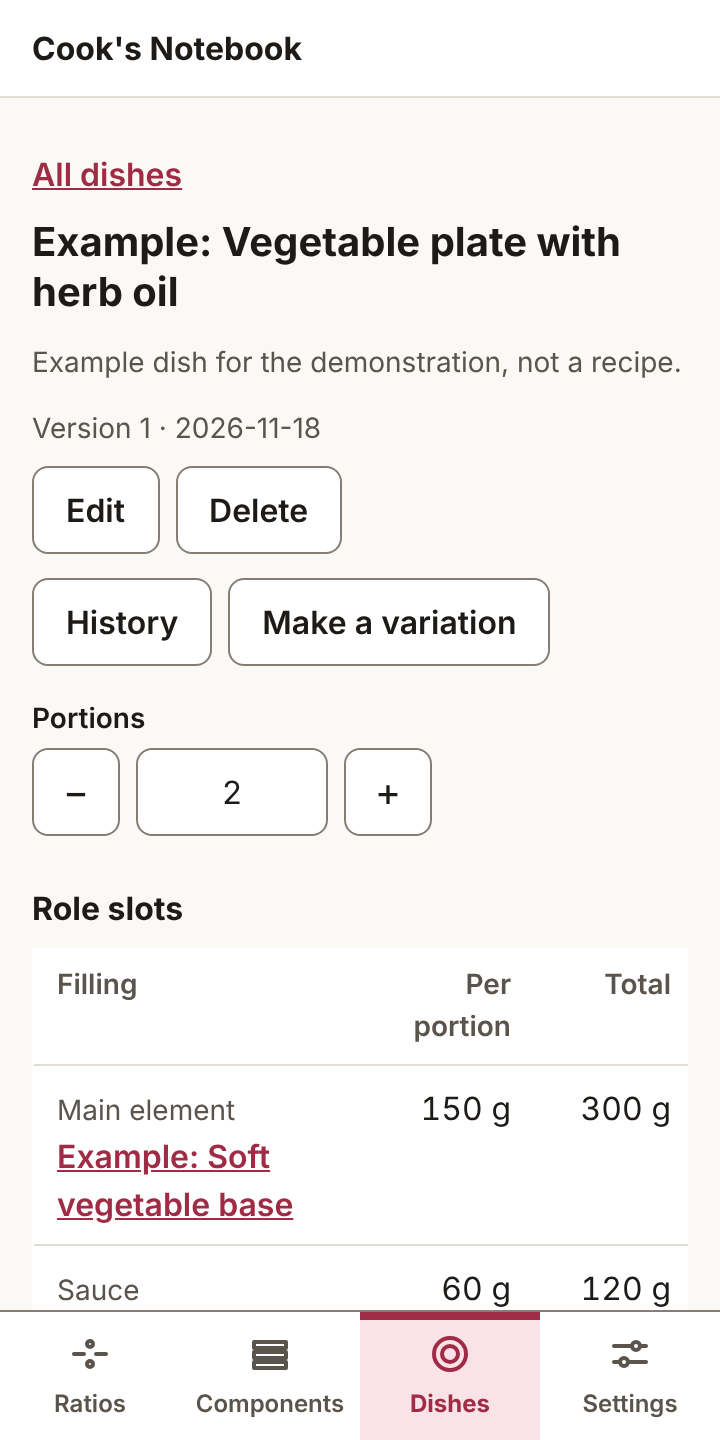 Cook's Notebook
All dishes
Example: Vegetable plate with
herb oil
Example dish for the demonstration, not a recipe.
Version 1 · 2026-11-18
Edit Delete
History Make a variation
Portions
− 2 +
Role slots
Filling Per Total
portion
Main element 150 g 300 g
Example: Soft
vegetable base
Sauce 60 g 120 g
Ratios Components Dishes Settings